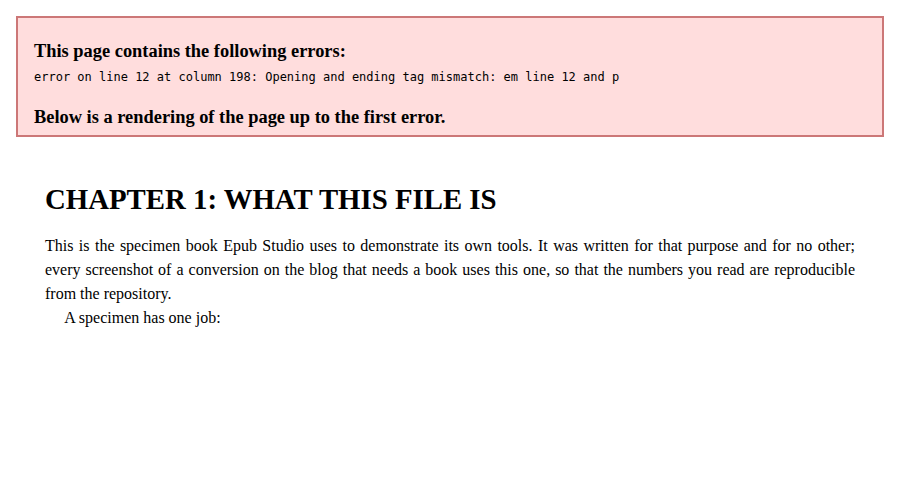 This page contains the following errors:
error on line 12 at column 198: Opening and ending tag mismatch: em line 12 and p
Below is a rendering of the page up to the first error.
CHAPTER 1: WHAT THIS FILE IS
This is the specimen book Epub Studio uses to demonstrate its own tools. It was written for that purpose and for no other;
every screenshot of a conversion on the blog that needs a book uses this one, so that the numbers you read are reproducible
from the repository.
A specimen has one job: